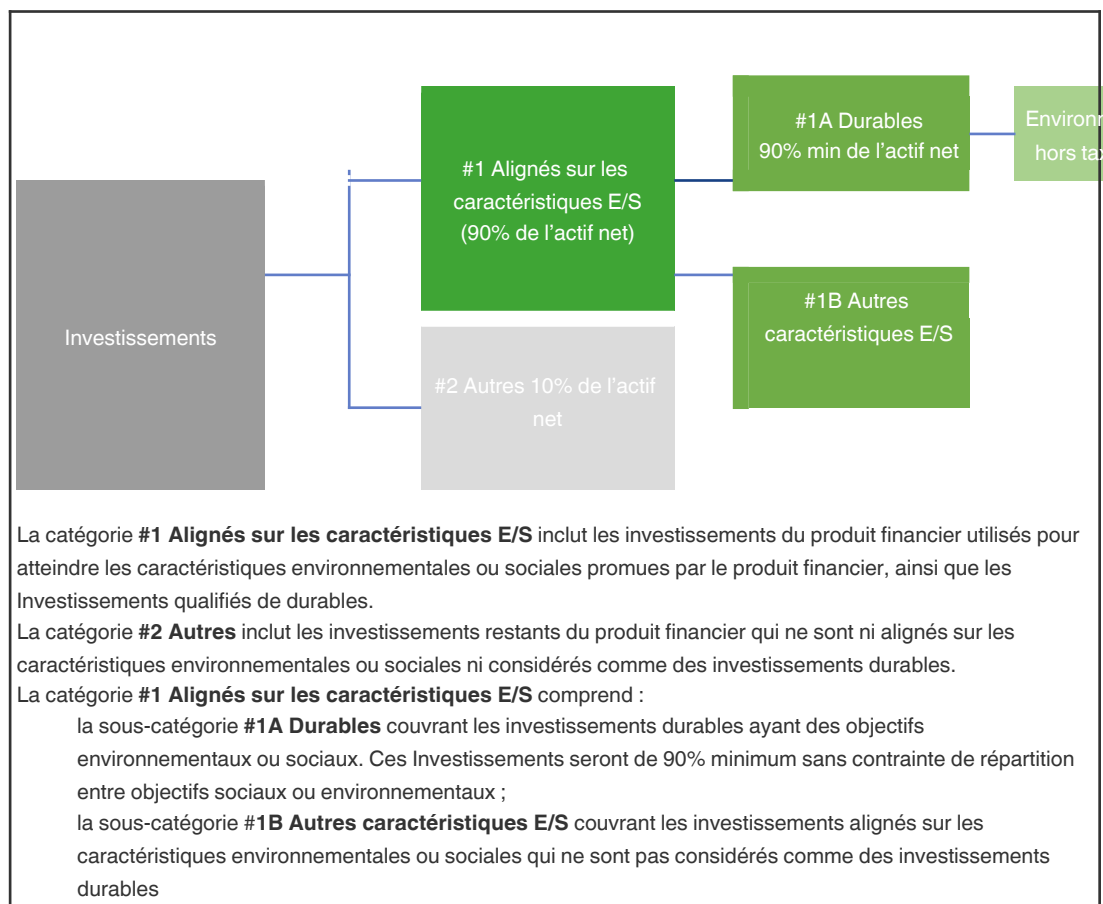 #1A Durables
90% min de l'actif net
hors
#1 Alignés sur les
caractéristiques E/S
(90% de l'actif net)
#1B Autres
caractéristiques E/S
Investissements
#2 Autres 10% de l'actif
net
La catégorie #1 Alignés sur les caractéristiques E/S inclut les investissements du produit financier utilisés pour
atteindre les caractéristiques environnementales ou sociales promues par le produit financier, ainsi que les
Investissements qualifiés de durables.
La catégorie #2 Autres inclut les investissements restants du produit financier qui ne sont ni alignés sur les
caractéristiques environnementales ou sociales ni considérés comme des investissements durables.
La catégorie #1 Alignés sur les caractéristiques E/S comprend :
la sous-catégorie #1A Durables couvrant les investissements durables ayant des objectifs
environnementaux ou sociaux. Ces Investissements seront de 90% minimum sans contrainte de répartition
entre objectifs sociaux ou environnementaux ;
la sous-catégorie #1B Autres caractéristiques E/S couvrant les investissements alignés sur les
caractéristiques environnementales ou sociales qui ne sont pas considérés comme des investissements
durables